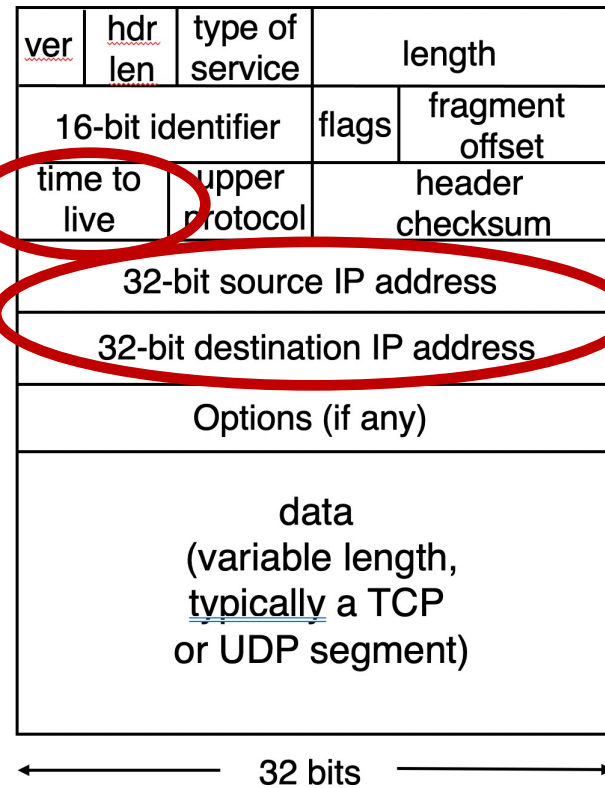 ver hdr len type of service length
16-bit identifier flags fragment offset
time to live upper protocol header checksum
32-bit source IP address
32-bit destination IP address
Options (if any)
data
(variable length,
typically a TCP
or UDP segment)
32 bits